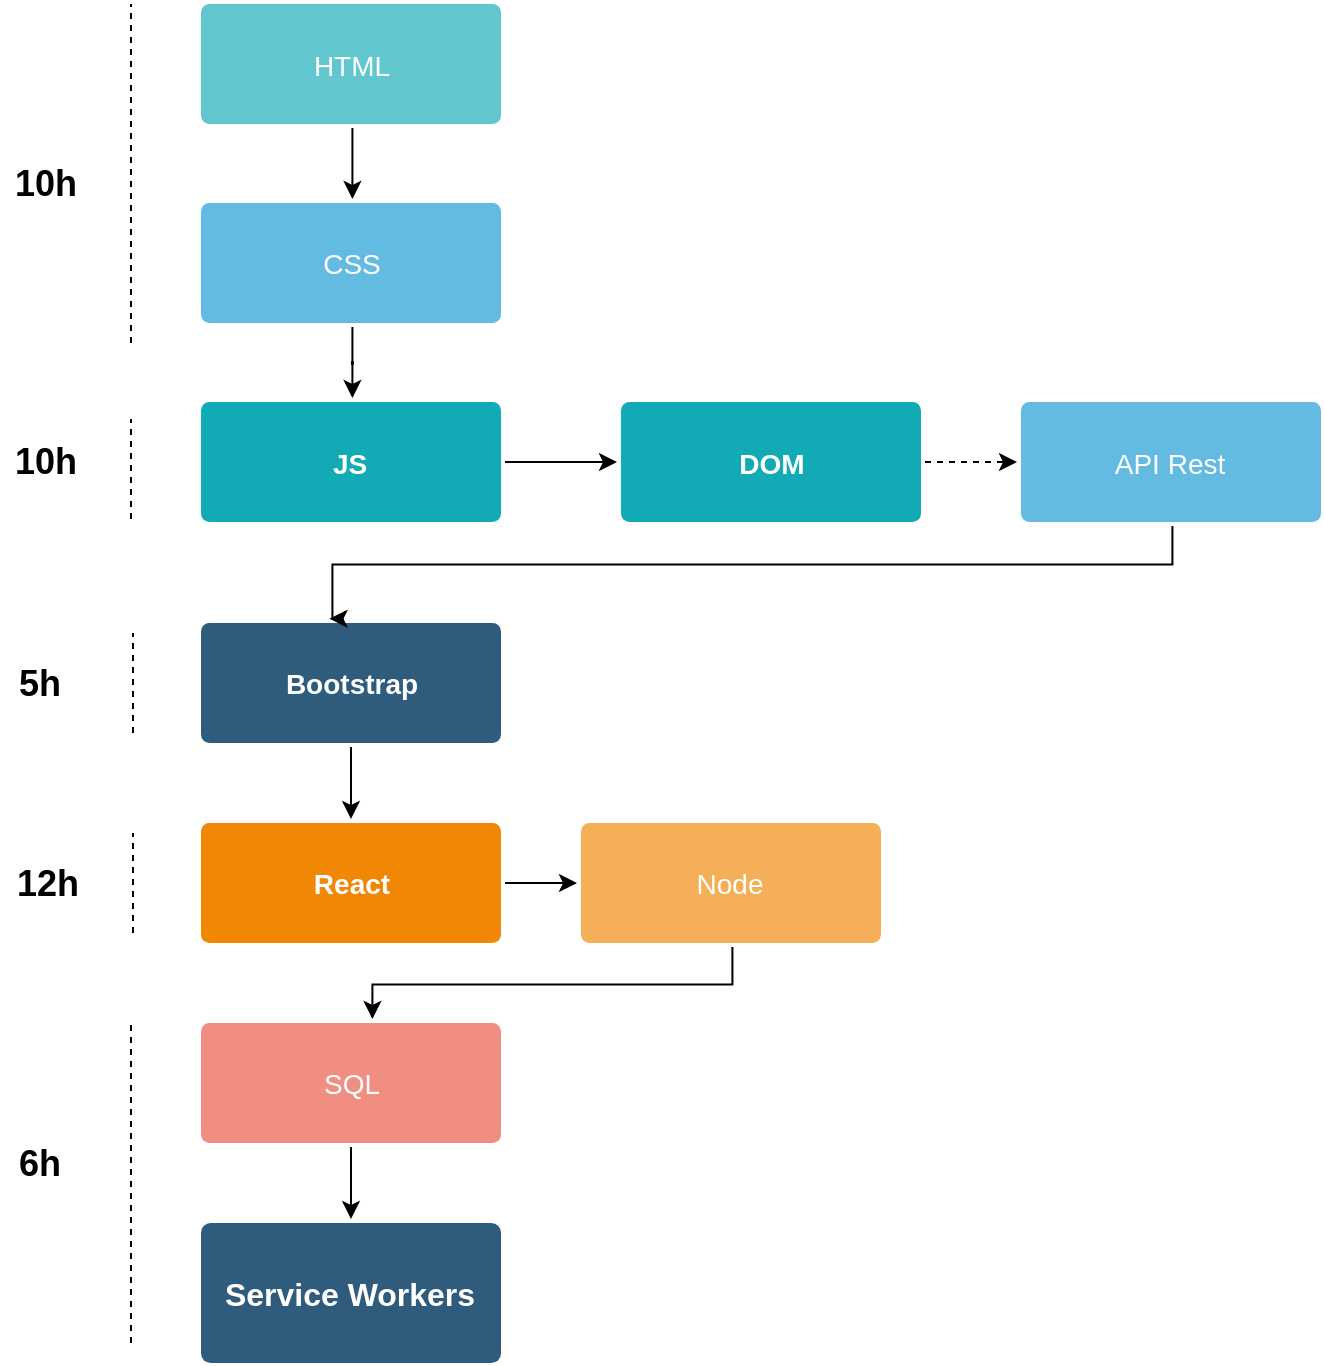 HTML
10h
CSS
10h
JS
DOM
API Rest
5h
Bootstrap
12h
React
Node
SQL
6h
Service Workers